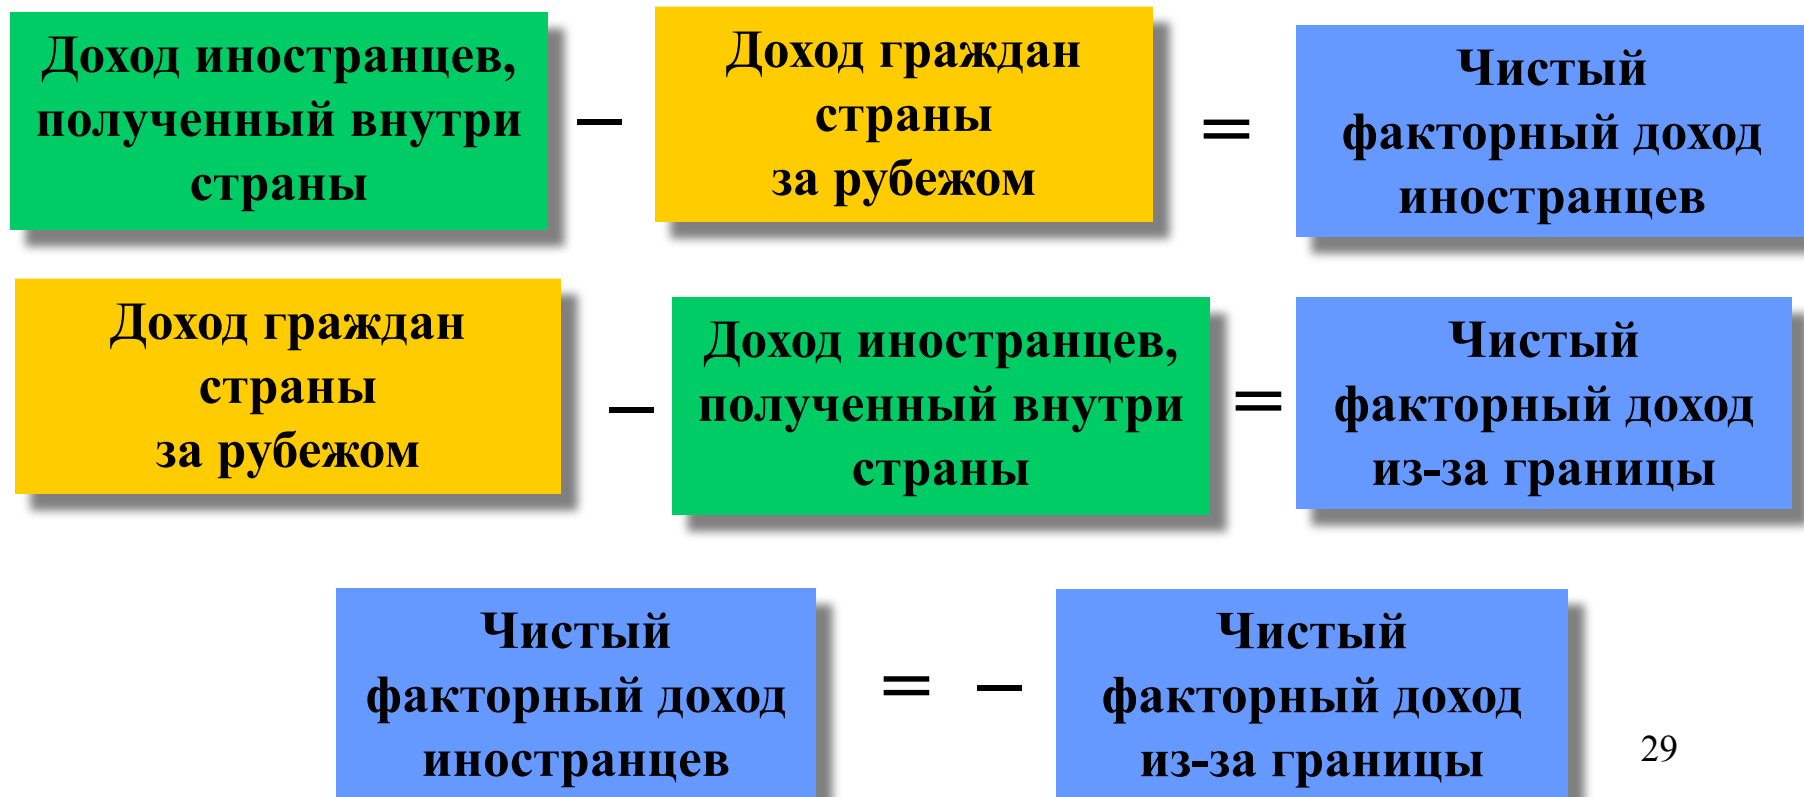 Доход иностранцев,
полученный внутри
страны
–
Доход граждан
страны
за рубежом
=
Чистый
факторный доход
иностранцев
Доход граждан
страны
за рубежом
–
Доход иностранцев,
полученный внутри
страны
=
Чистый
факторный доход
из-за границы
Чистый
факторный доход
иностранцев
= –
Чистый
факторный доход
из-за границы
29